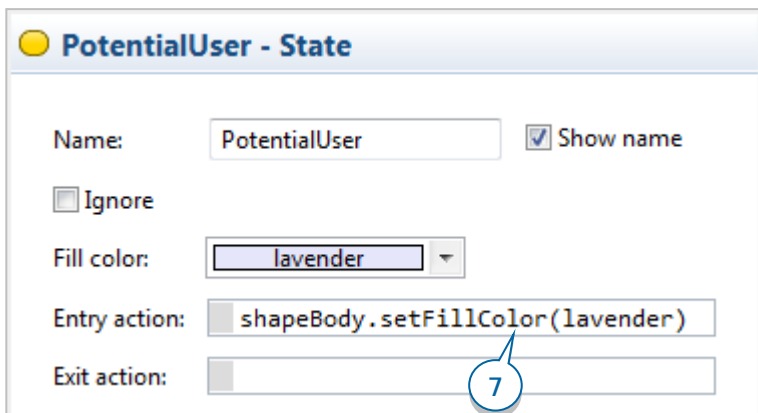 PotentialUser - State
Name: PotentialUser Show name
Ignore
Fill color: lavender
Entry action: shapeBody.setFillColor(lavender)
Exit action:
7